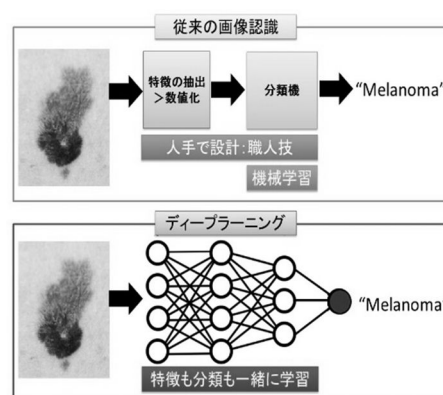 従来の画像認識
特徴の抽出
>数値化
分類機
“Melanoma”
人手で設計:職人技
機械学習
ディープラーニング
“Melanoma”
特徴も分類も一緒に学習